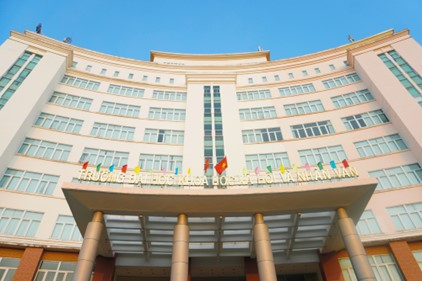 TRƯỜNG ĐẠI HỌC KHOA HỌC XÃ HỘI VÀ NHÂN VĂN